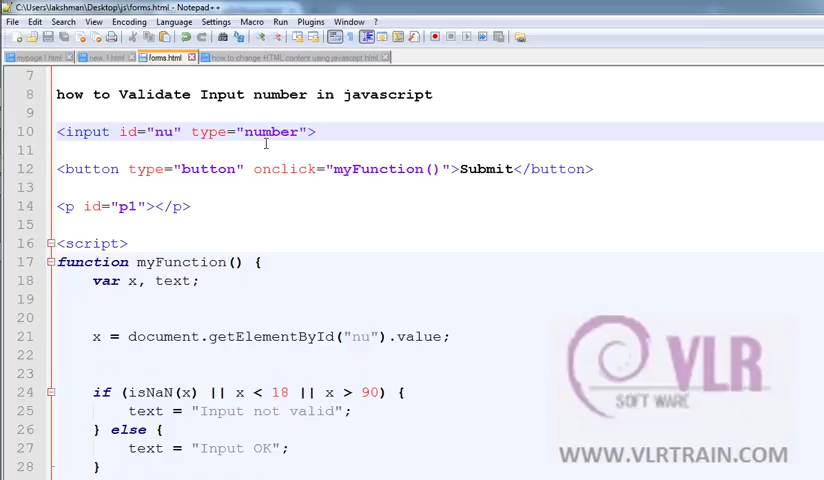 C:\Users\lakshman\Desktop\js\forms.html - Notepad++
File Edit Search View Encoding Language Settings Macro Run Plugins Window ?
mypage1.html new 1.html forms.html how to change HTML content using javascript.html
7
8 how to Validate Input number in javascript
9
10 <input id="nu" type="number">
11
12 <button type="button" onclick="myFunction()">Submit</button>
13
14 <p id="p1"></p>
15
16 <script>
17 function myFunction() {
18 var x, text;
19
20
21 x = document.getElementById("nu").value;
22
23
24 if (isNaN(x) || x < 18 || x > 90) {
25 text = "Input not valid";
26 } else {
27 text = "Input OK";
28 }
VLR
SOFT WARE
WWW.VLRTRAIN.COM